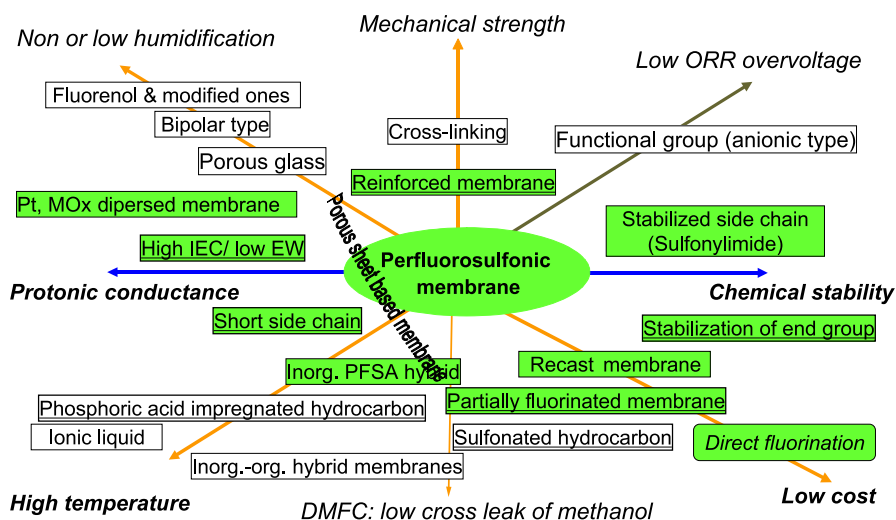 Mechanical strength
Non or low humidification
Low ORR overvoltage
Fluorenol & modified ones
Bipolar type
Cross-linking
Functional group (anionic type)
Porous glass
Reinforced membrane
Pt, MOx dipersed membrane
Stabilized side chain
(Sulfonylimide)
High IEC/ low EW
Porous sheet based membrane
Perfluorosulfonic
membrane
Protonic conductance
Chemical stability
Short side chain
Stabilization of end group
Inorg. PFSA hybrid
Recast membrane
Phosphoric acid impregnated hydrocarbon
Partially fluorinated membrane
Ionic liquid
Sulfonated hydrocarbon
Direct fluorination
Inorg.-org. hybrid membranes
High temperature
DMFC: low cross leak of methanol
Low cost